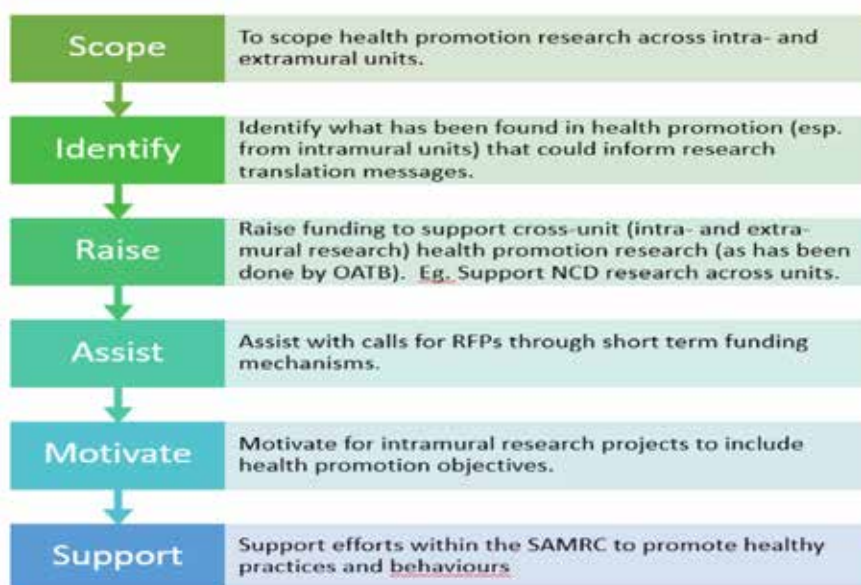 Scope
To scope health promotion research across intra- and
extramural units.
Identify
Identify what has been found in health promotion (esp.
from intramural units) that could inform research
translation messages.
Raise
Raise funding to support cross-unit (intra- and extra-
mural research) health promotion research (as has been
done by OATB). Eg. Support NCD research across units.
Assist
Assist with calls for RFPs through short term funding
mechanisms.
Motivate
Motivate for intramural research projects to include
health promotion objectives.
Support
Support efforts within the SAMRC to promote healthy
practices and behaviours